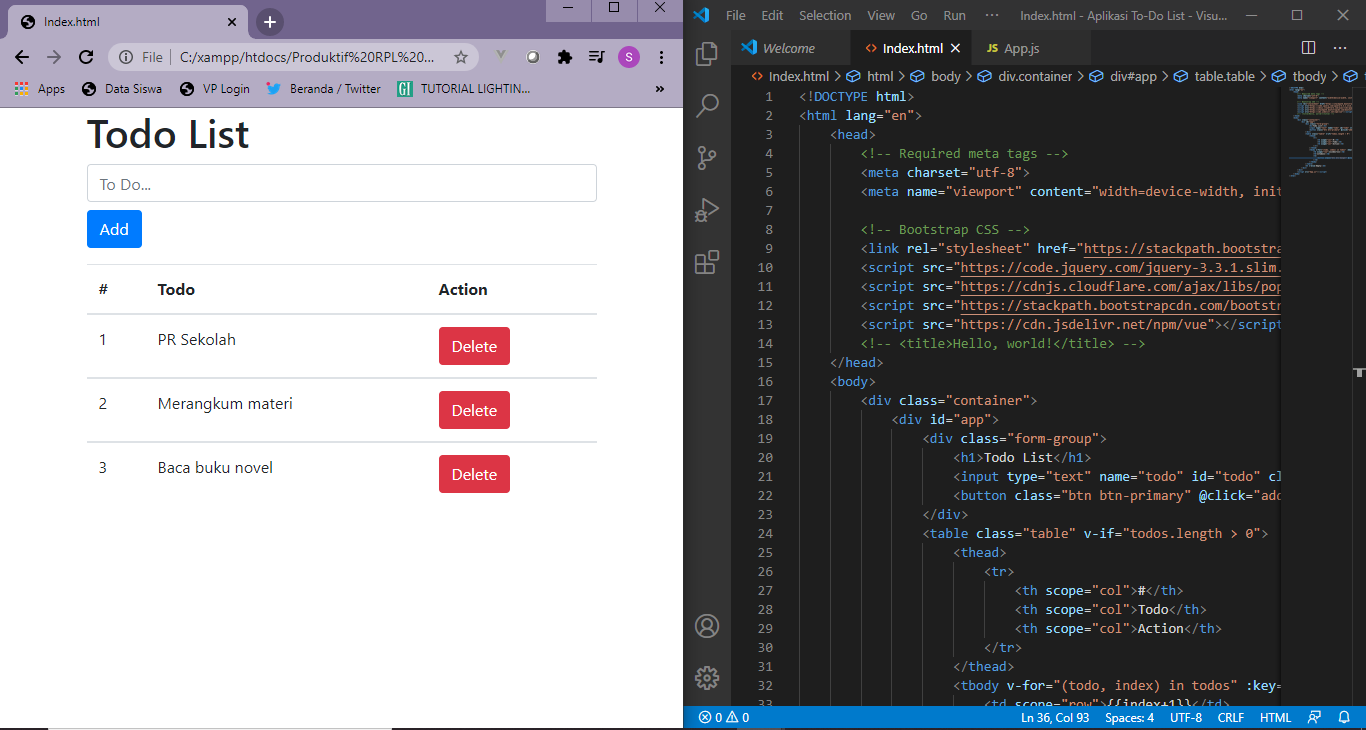 Index.html
File
C:/xampp/htdocs/Produktif%20RPL%20...
S
Apps
Data Siswa
VP Login
Beranda / Twitter
GT TUTORIAL LIGHTIN...
»
Todo List
To Do...
Add
# Todo Action
1 PR Sekolah Delete
2 Merangkum materi Delete
3 Baca buku novel Delete
File Edit Selection View Go Run ··· Index.html - Aplikasi To-Do List - Visu...
Welcome <> Index.html JS App.js ···
<> Index.html > html > body > div.container > div#app > table.table > tbody >
1 <!DOCTYPE html>
2 <html lang="en">
3 <head>
4 <!-- Required meta tags -->
5 <meta charset="utf-8">
6 <meta name="viewport" content="width=device-width, init
7
8 <!-- Bootstrap CSS -->
9 <link rel="stylesheet" href="https://stackpath.bootstra
10 <script src="https://code.jquery.com/jquery-3.3.1.slim.
11 <script src="https://cdnjs.cloudflare.com/ajax/libs/pop
12 <script src="https://stackpath.bootstrapcdn.com/bootstr
13 <script src="https://cdn.jsdelivr.net/npm/vue"></script
14 <!-- <title>Hello, world!</title> -->
15 </head>
16 <body>
17 <div class="container">
18 <div id="app">
19 <div class="form-group">
20 <h1>Todo List</h1>
21 <input type="text" name="todo" id="todo" cl
22 <button class="btn btn-primary" @click="add
23 </div>
24 <table class="table" v-if="todos.length > 0">
25 <thead>
26 <tr>
27 <th scope="col">#</th>
28 <th scope="col">Todo</th>
29 <th scope="col">Action</th>
30 </tr>
31 </thead>
32 <tbody v-for="(todo, index) in todos" :key=
33 <td scope="row">{{index+1}}</td>
0 0 Ln 36, Col 93 Spaces: 4 UTF-8 CRLF HTML